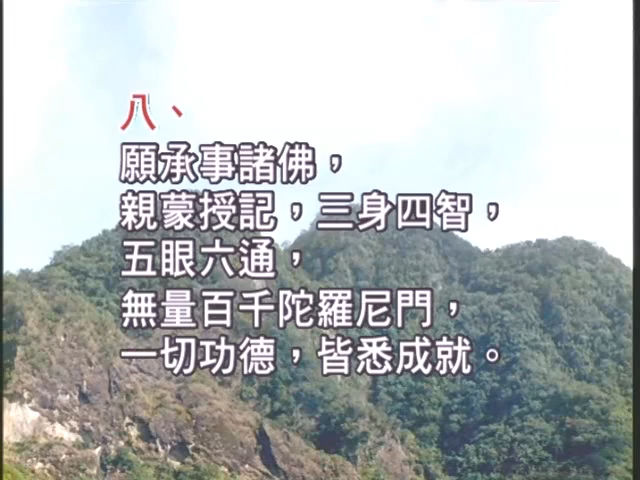 八、
願承事諸佛，
親蒙授記，三身四智，
五眼六通，
無量百千陀羅尼門，
一切功德，皆悉成就。